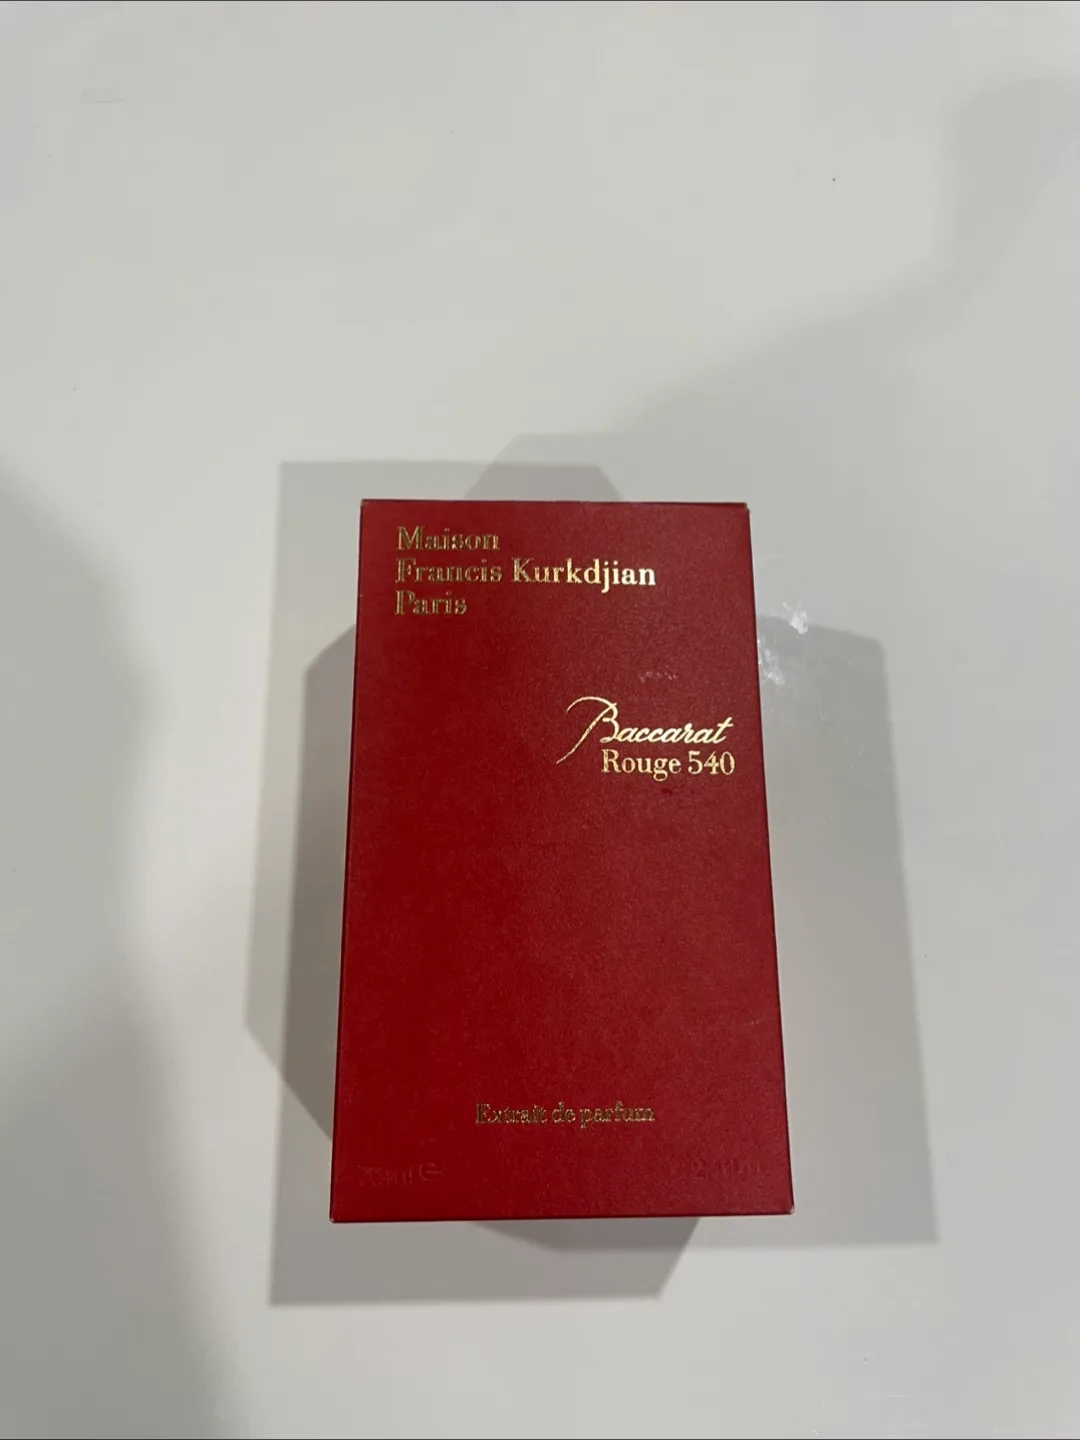 Maison
Francis Kurkdjian
Paris
Baccarat
Rouge 540
Extrait de parfum